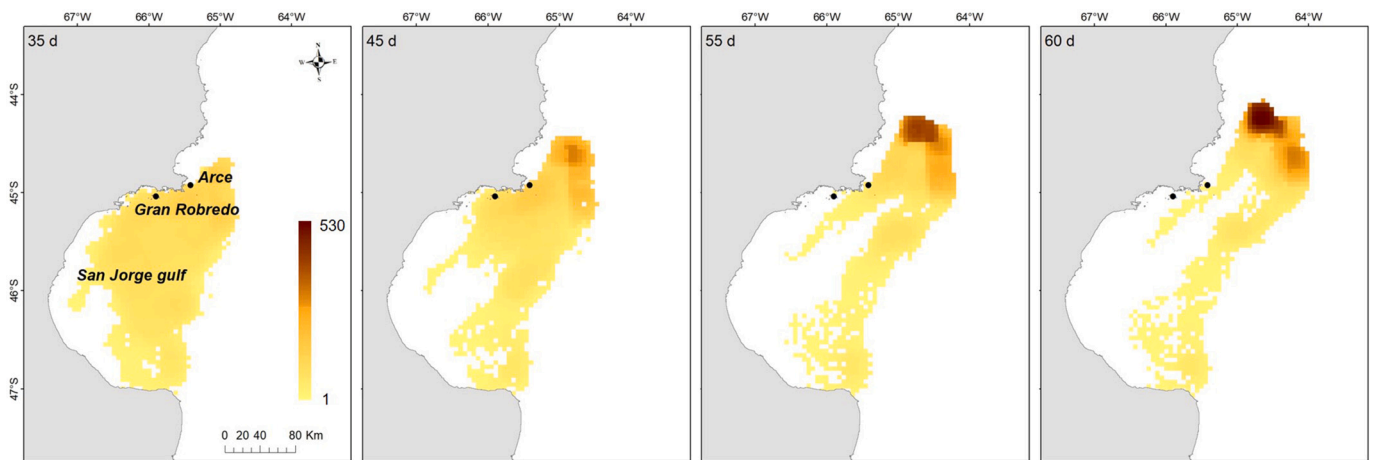 67°W 66°W 65°W 64°W 67°W 66°W 65°W 64°W 67°W 66°W 65°W 64°W 67°W 66°W 65°W 64°W
35 d 45 d 55 d 60 d
N
W E
S
44°S
45°S
46°S
47°S
Arce
Gran Robredo
San Jorge gulf
530
1
0 20 40 80 Km